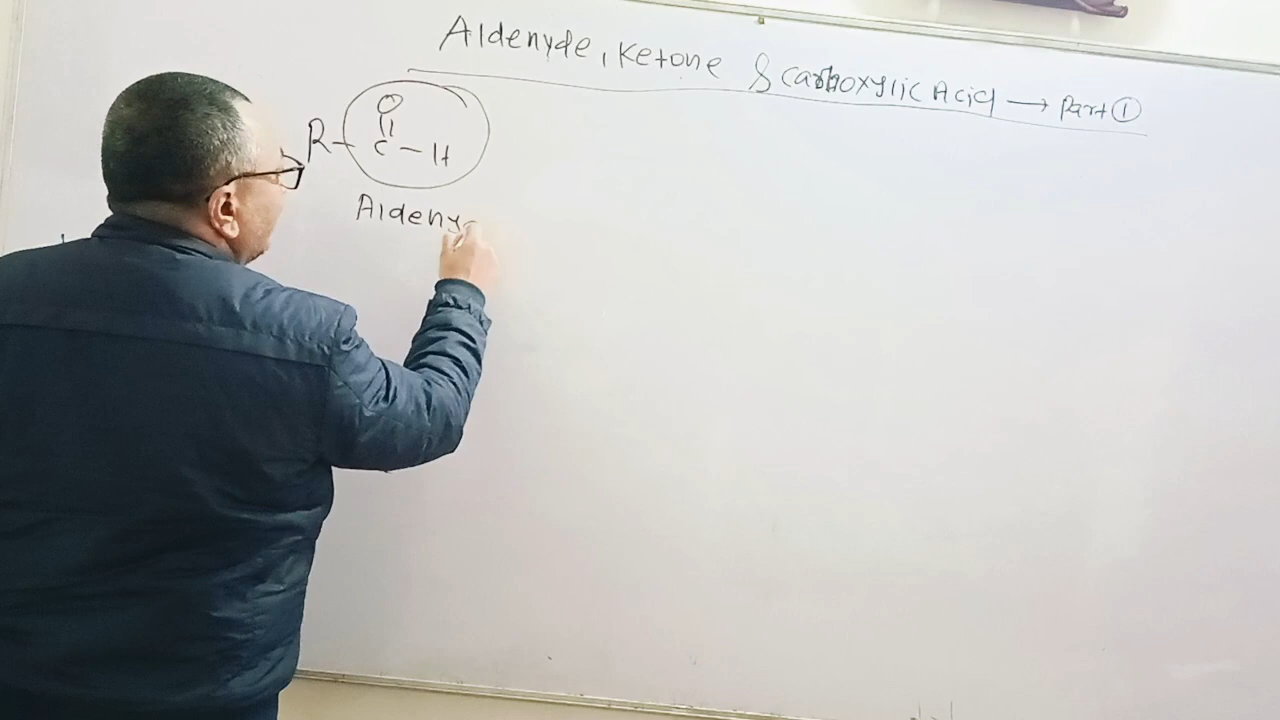 Aldehyde, Ketone & Carboxylic Acid → Part ①
O
||
R-C-H
Aldehy